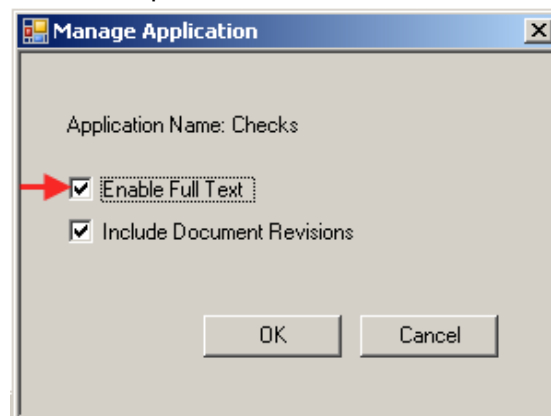 Manage Application
Application Name: Checks
Enable Full Text
Include Document Revisions
OK Cancel